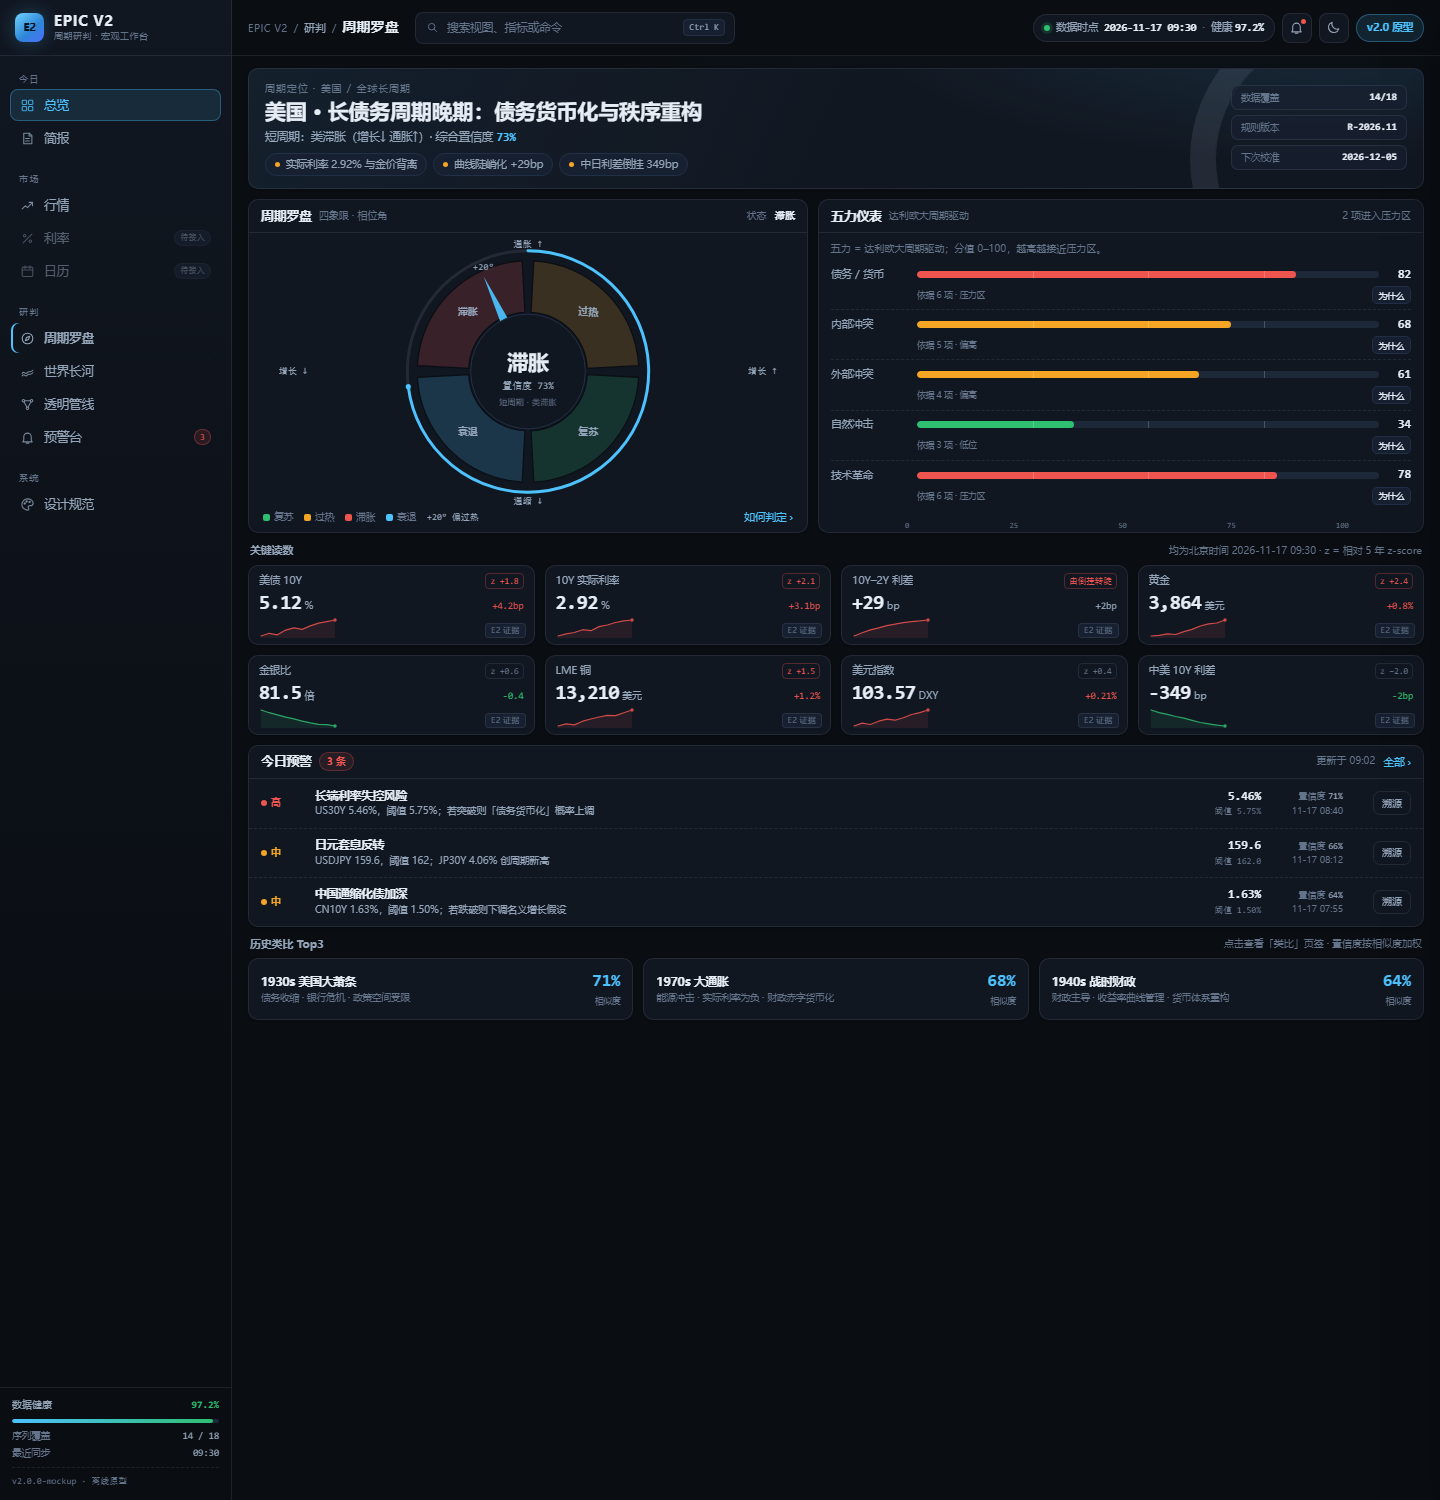 E2
EPIC V2
周期研判 · 宏观工作台
今日
总览
简报
市场
行情
利率
待接入
日历
待接入
研判
周期罗盘
世界长河
透明管线
预警台
3
系统
设计规范
数据健康
97.2%
序列覆盖
14 / 18
最近同步
09:30
v2.0.0-mockup · 离线原型
EPIC V2 / 研判 / 周期罗盘
搜索视图、指标或命令
Ctrl K
数据时点 2026-11-17 09:30 · 健康 97.2%
v2.0 原型
周期定位 · 美国 / 全球长周期
美国 • 长债务周期晚期：债务货币化与秩序重构
短周期：类滞胀（增长↓ 通胀↑）· 综合置信度 73%
实际利率 2.92% 与金价背离
曲线陡峭化 +29bp
中日利差倒挂 349bp
数据覆盖
14/18
规则版本
R-2026.11
下次校准
2026-12-05
周期罗盘
四象限 · 相位角
状态 滞胀
通胀 ↑
+20°
滞胀
过热
增长 ↓
增长 ↑
滞胀
置信度 73%
短周期 · 类滞胀
衰退
复苏
通缩 ↓
复苏
过热
滞胀
衰退
+20° 偏过热
如何判定 ›
五力仪表
达利欧大周期驱动
2 项进入压力区
五力 = 达利欧大周期驱动；分值 0–100，越高越接近压力区。
债务 / 货币
82
依据 6 项 · 压力区
为什么
内部冲突
68
依据 5 项 · 偏高
为什么
外部冲突
61
依据 4 项 · 偏高
为什么
自然冲击
34
依据 3 项 · 低位
为什么
技术革命
78
依据 6 项 · 压力区
为什么
0
25
50
75
100
关键读数
均为北京时间 2026-11-17 09:30 · z = 相对 5 年 z-score
美债 10Y
z +1.8
5.12 %
+4.2bp
E2 证据
10Y 实际利率
z +2.1
2.92 %
+3.1bp
E2 证据
10Y–2Y 利差
由倒挂转陡
+29 bp
+2bp
E2 证据
黄金
z +2.4
3,864 美元
+0.8%
E2 证据
金银比
z +0.6
81.5 倍
-0.4
E2 证据
LME 铜
z +1.5
13,210 美元
+1.2%
E2 证据
美元指数
z +0.4
103.57 DXY
+0.21%
E2 证据
中美 10Y 利差
z −2.0
-349 bp
-2bp
E2 证据
今日预警
3 条
更新于 09:02
全部 ›
高
长端利率失控风险
US30Y 5.46%，阈值 5.75%；若突破则「债务货币化」概率上调
5.46%
阈值 5.75%
置信度 71%
11-17 08:40
溯源
中
日元套息反转
USDJPY 159.6，阈值 162；JP30Y 4.06% 创周期新高
159.6
阈值 162.0
置信度 66%
11-17 08:12
溯源
中
中国通缩化债加深
CN10Y 1.63%，阈值 1.50%；若跌破则下调名义增长假设
1.63%
阈值 1.50%
置信度 64%
11-17 07:55
溯源
历史类比 Top3
点击查看「类比」页签 · 置信度按相似度加权
1930s 美国大萧条
债务收缩 · 银行危机 · 政策空间受限
71%
相似度
1970s 大通胀
能源冲击 · 实际利率为负 · 财政赤字货币化
68%
相似度
1940s 战时财政
财政主导 · 收益率曲线管理 · 货币体系重构
64%
相似度